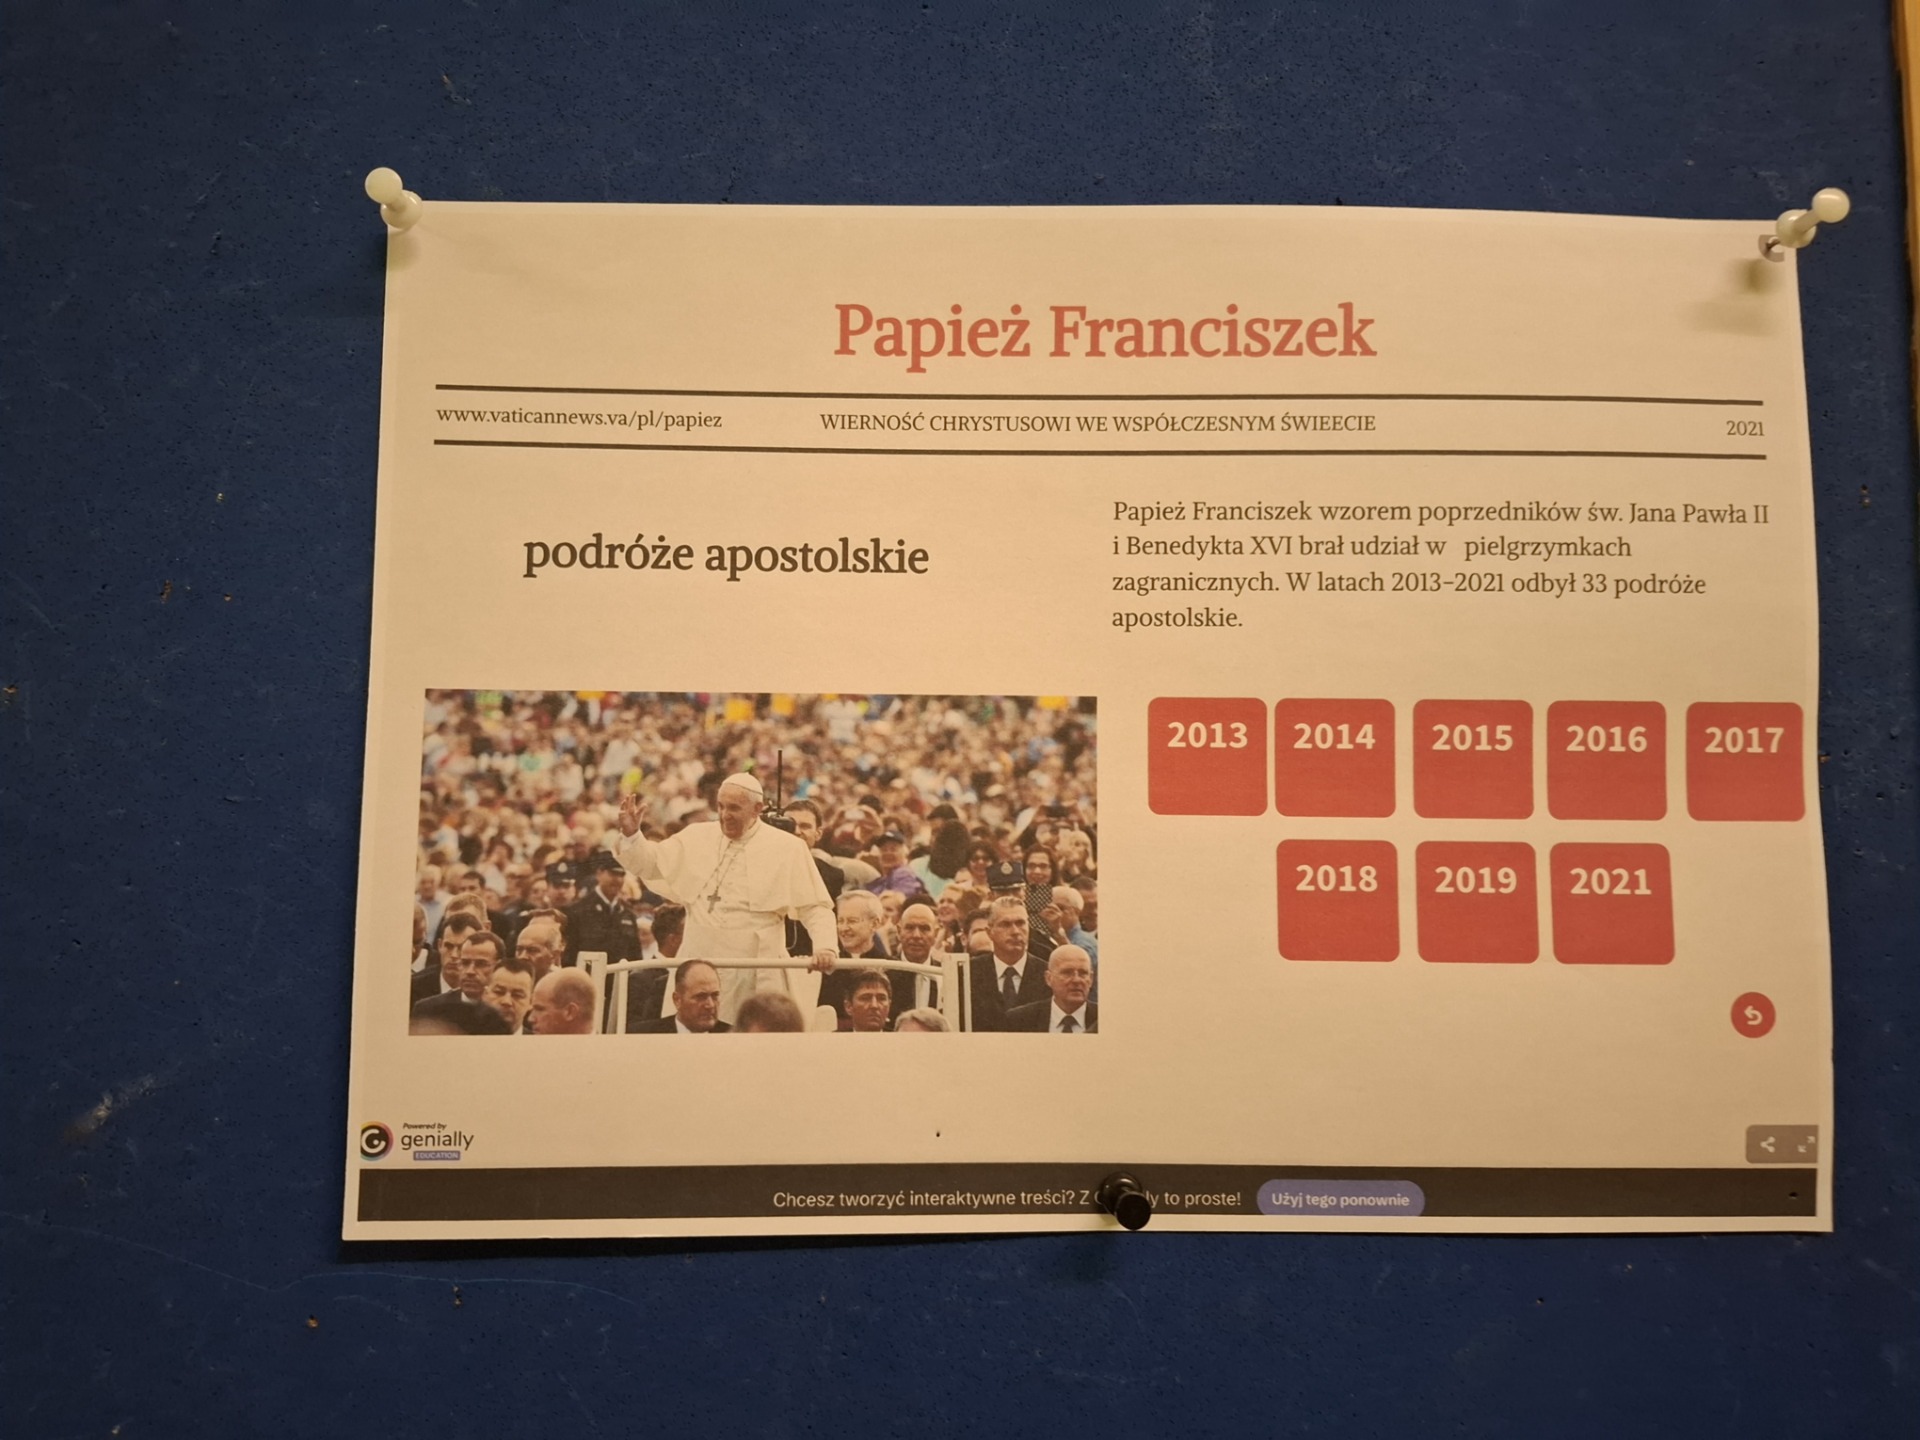 Papież Franciszek
www.vaticannews.va/pl/papiez WIERNOŚĆ CHRYSTUSOWI WE WSPÓŁCZESNYM ŚWIEECIE 2021
podróże apostolskie
Papież Franciszek wzorem poprzedników św. Jana Pawła II
i Benedykta XVI brał udział w pielgrzymkach
zagranicznych. W latach 2013-2021 odbył 33 podróże
apostolskie.
2013 2014 2015 2016 2017
2018 2019 2021
Powered by
genially
EDUCATION
Chcesz tworzyć interaktywne treści? Z to proste! Użyj tego ponownie